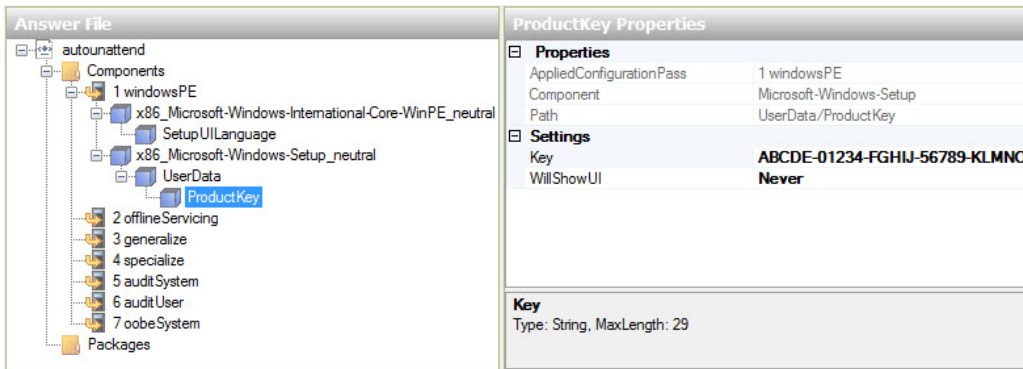 Answer File
autounattend
Components
1 windowsPE
x86_Microsoft-Windows-International-Core-WinPE_neutral
SetupUILanguage
x86_Microsoft-Windows-Setup_neutral
UserData
ProductKey
2 offlineServicing
3 generalize
4 specialize
5 auditSystem
6 auditUser
7 oobeSystem
Packages
ProductKey Properties
Properties
AppliedConfigurationPass 1 windowsPE
Component Microsoft-Windows-Setup
Path UserData/ProductKey
Settings
Key ABCDE-01234-FGHIJ-56789-KLMNO
WillShowUI Never
Key
Type: String, MaxLength: 29